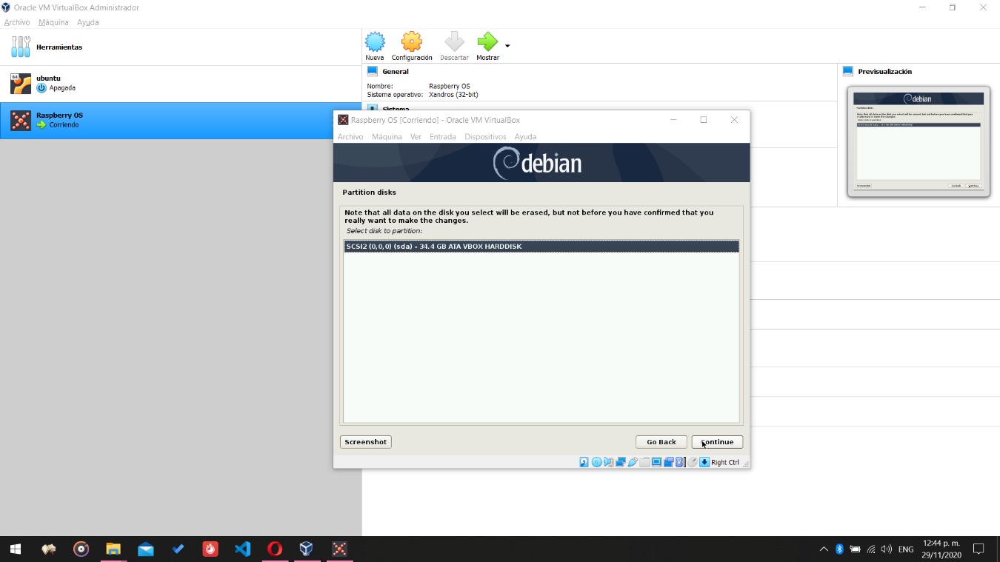 Oracle VM VirtualBox Administrador
Archivo Máquina Ayuda
Herramientas
64
ubuntu
Apagada
Raspberry OS
Corriendo
Nueva Configuración Descartar Mostrar
General
Nombre: Raspberry OS
Sistema operativo: Xandros (32-bit)
Sistema
Previsualización
debian
Partition disks
Raspberry OS [Corriendo] - Oracle VM VirtualBox
Archivo Máquina Ver Entrada Dispositivos Ayuda
debian
Partition disks
Note that all data on the disk you select will be erased, but not before you have confirmed that you
really want to make the changes.
Select disk to partition:
SCSI2 (0,0,0) (sda) - 34.4 GB ATA VBOX HARDDISK
Screenshot Go Back Continue
Right Ctrl
ENG
12:44 p. m.
29/11/2020